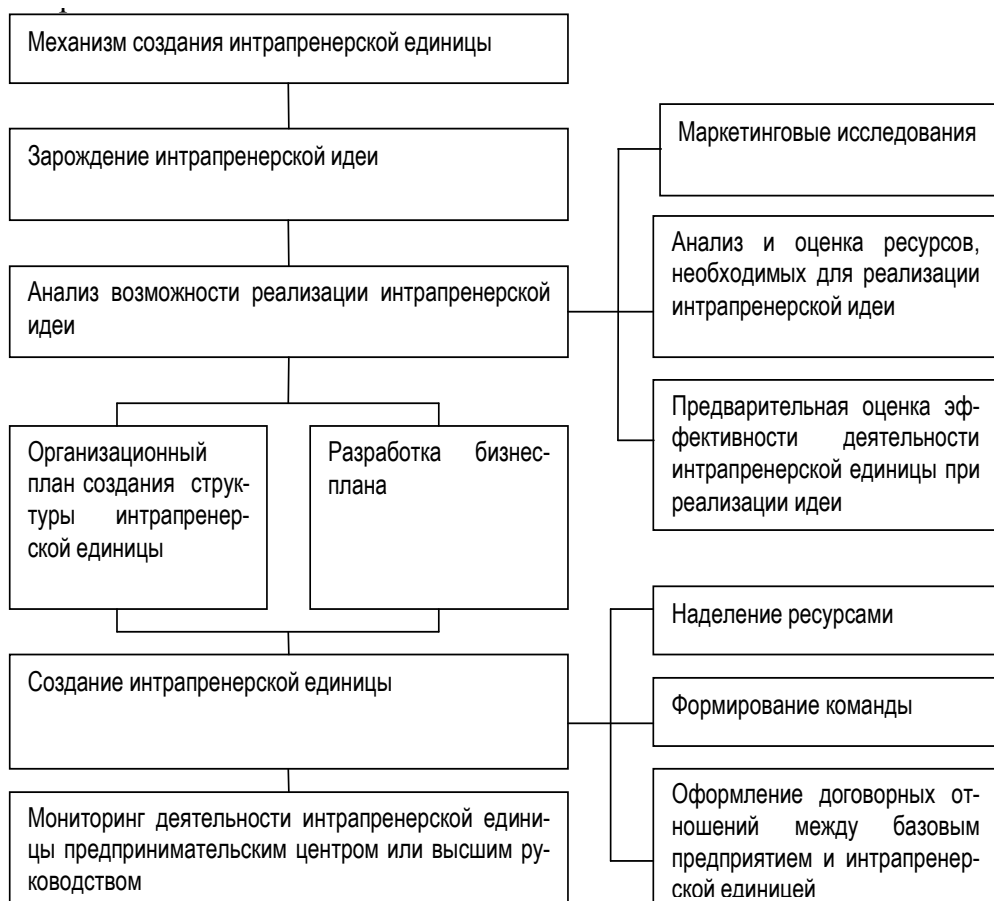 Механизм создания интрапренерской единицы
Зарождение интрапренерской идеи
Маркетинговые исследования
Анализ возможности реализации интрапренерской
идеи
Анализ и оценка ресурсов,
необходимых для реализации
интрапренерской идеи
Предварительная оценка эф-
фективности деятельности
интрапренерской единицы при
реализации идеи
Организационный
план создания струк-
туры интрапренер-
ской единицы
Разработка бизнес-
плана
Создание интрапренерской единицы
Наделение ресурсами
Формирование команды
Оформление договорных от-
ношений между базовым
предприятием и интрапренер-
ской единицей
Мониторинг деятельности интрапренерской едини-
цы предпринимательским центром или высшим ру-
ководством